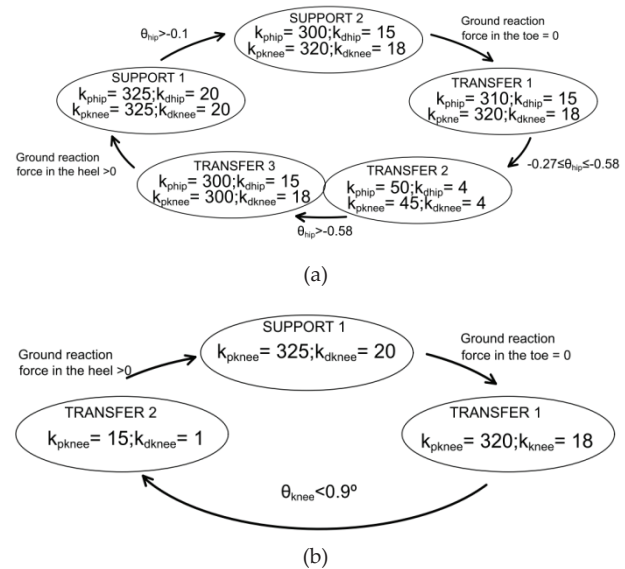 θhip>-0.1
SUPPORT 2
kphip= 300;kdhip= 15
kpknee= 320;kdknee= 18
Ground reaction
force in the toe = 0
SUPPORT 1
kphip= 325;kdhip= 20
kpknee= 325;kdknee= 20
TRANSFER 1
kphip= 310;kdhip= 15
kpkne= 320;kdknee= 18
Ground reaction
force in the heel >0
TRANSFER 3
kphip= 300;kdhip= 15
kpknee= 300;kdknee= 18
TRANSFER 2
kphip= 50;kdhip= 4
kpknee= 45;kdknee= 4
-0.27≤θhip≤-0.58
θhip>-0.58
(a)
SUPPORT 1
kpknee= 325;kdknee= 20
Ground reaction
force in the heel >0
Ground reaction
force in the toe = 0
TRANSFER 2
kpknee= 15;kdknee= 1
TRANSFER 1
kpknee= 320;kknee= 18
θknee<0.9º
(b)